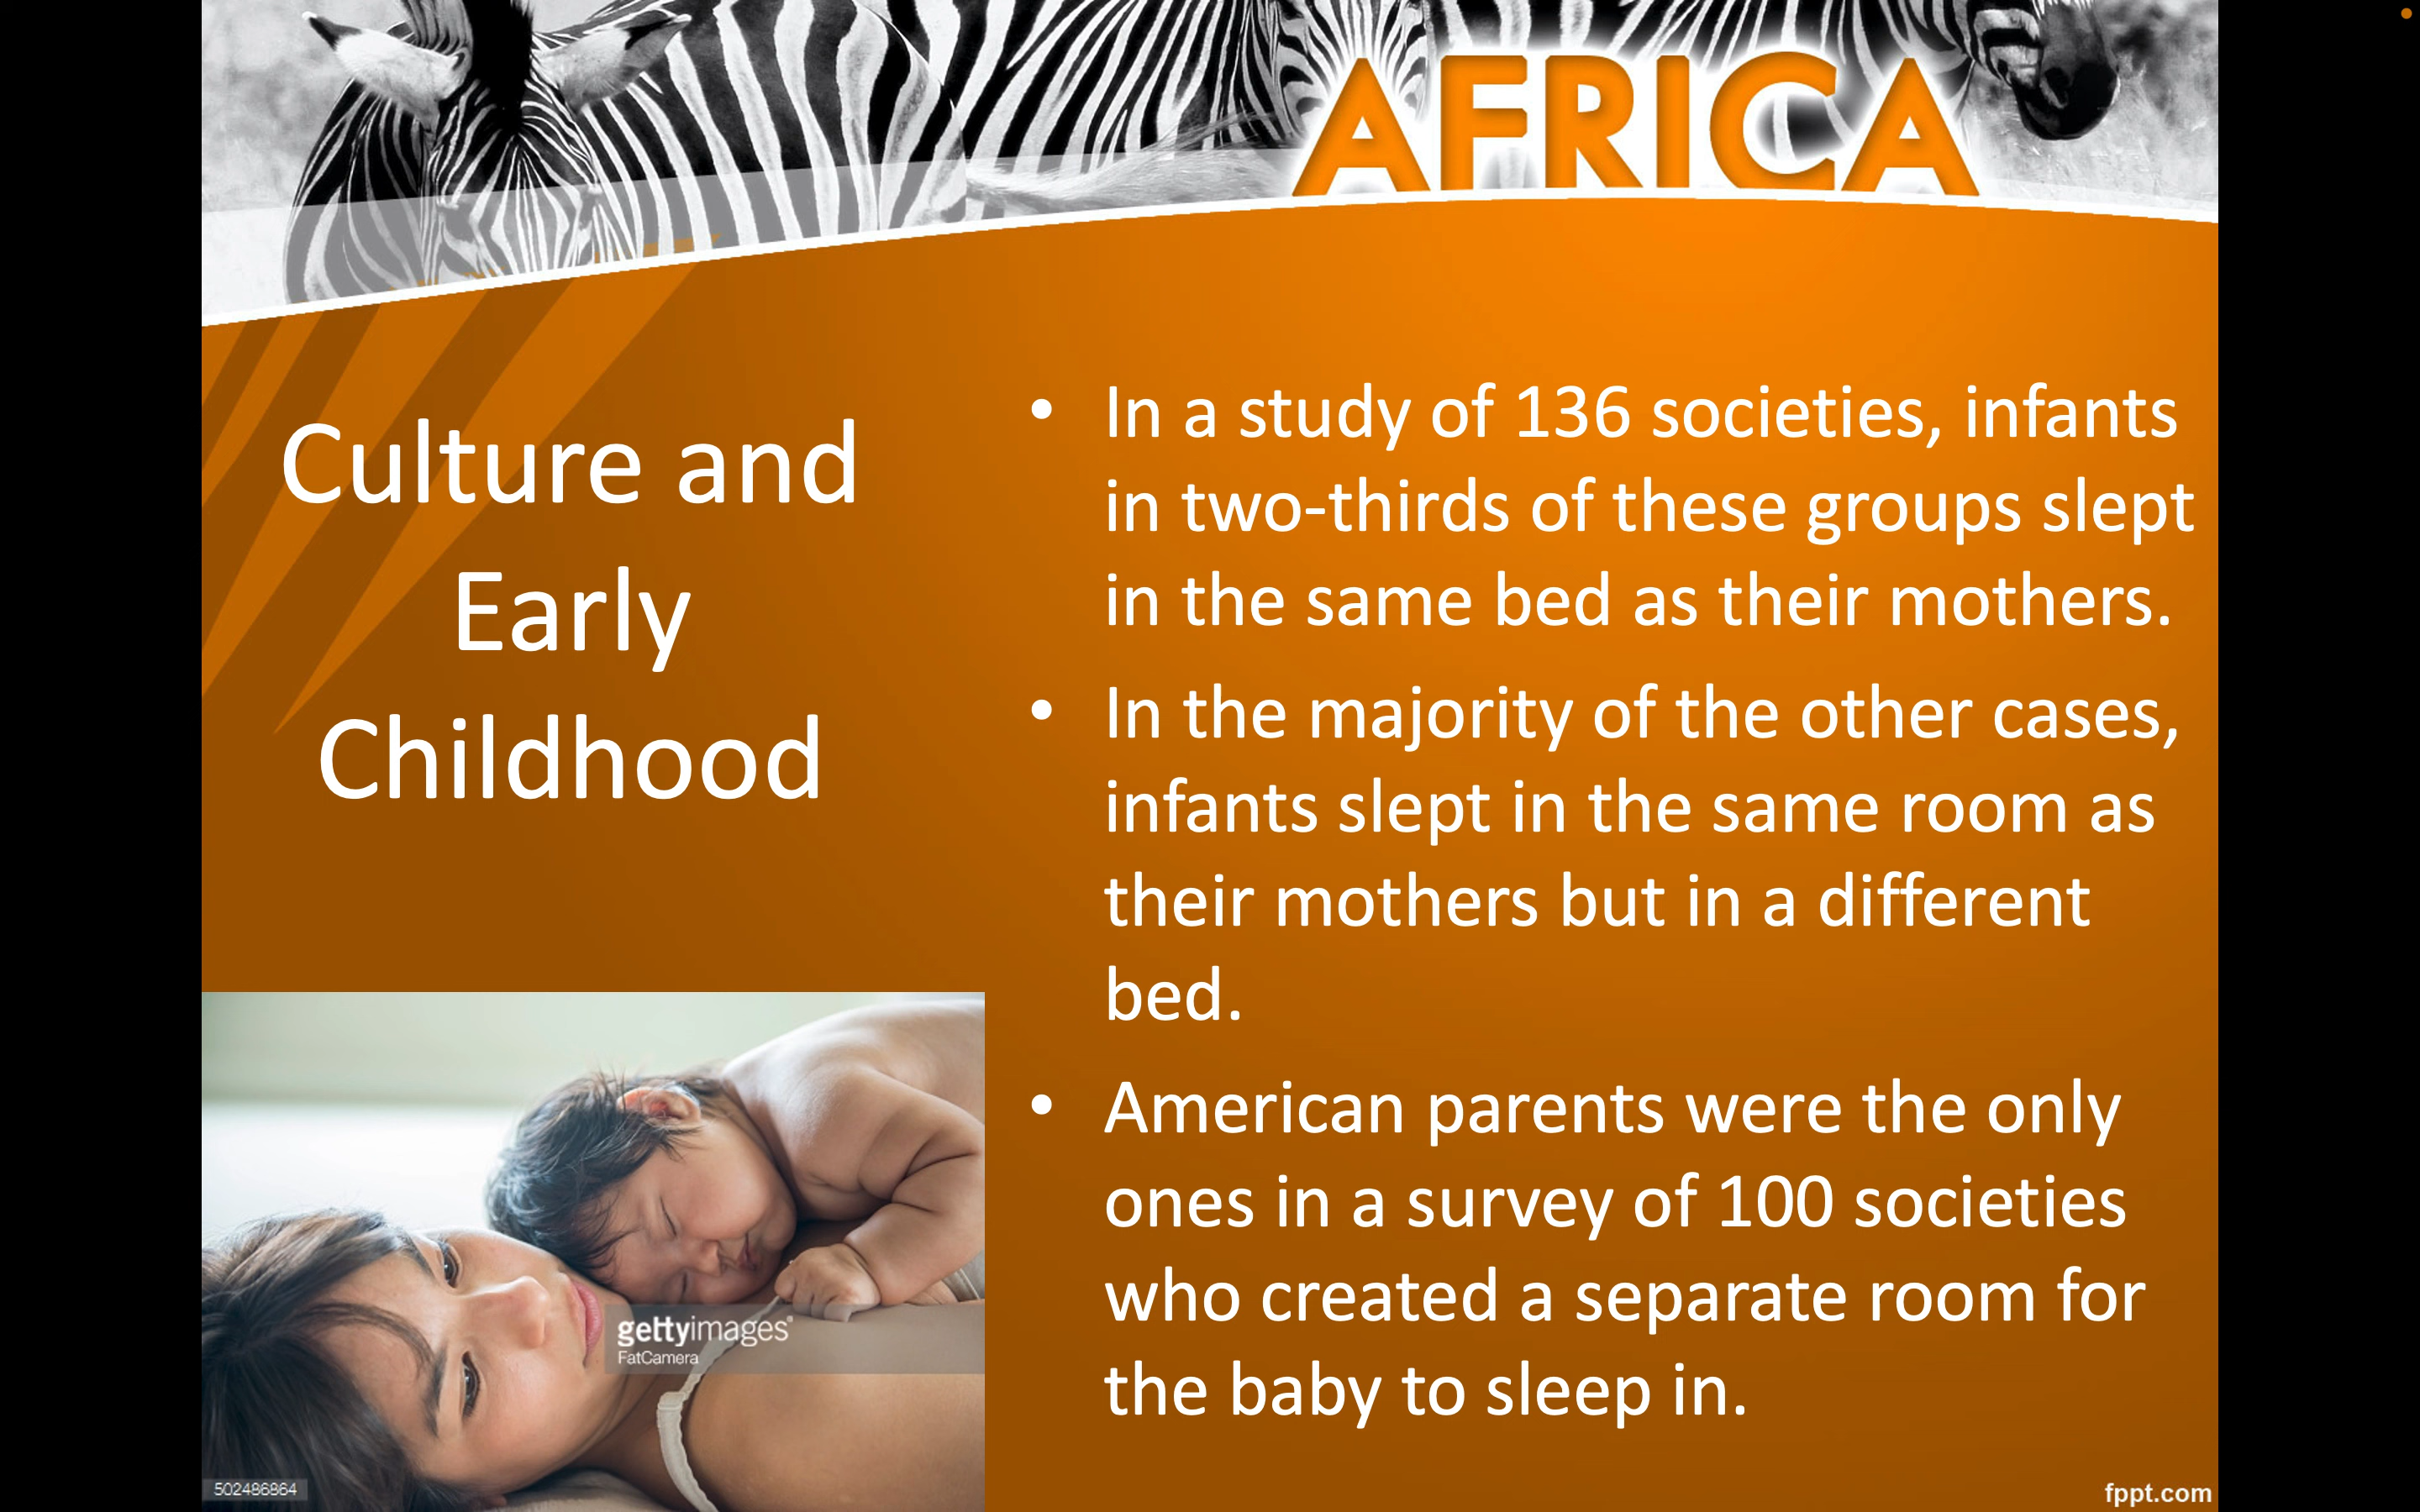 AFRICA
Culture and
Early
Childhood
• In a study of 136 societies, infants
in two-thirds of these groups slept
in the same bed as their mothers.
• In the majority of the other cases,
infants slept in the same room as
their mothers but in a different
bed.
• American parents were the only
ones in a survey of 100 societies
who created a separate room for
the baby to sleep in.
gettyimages®
FatCamera
502486864
fppt.com